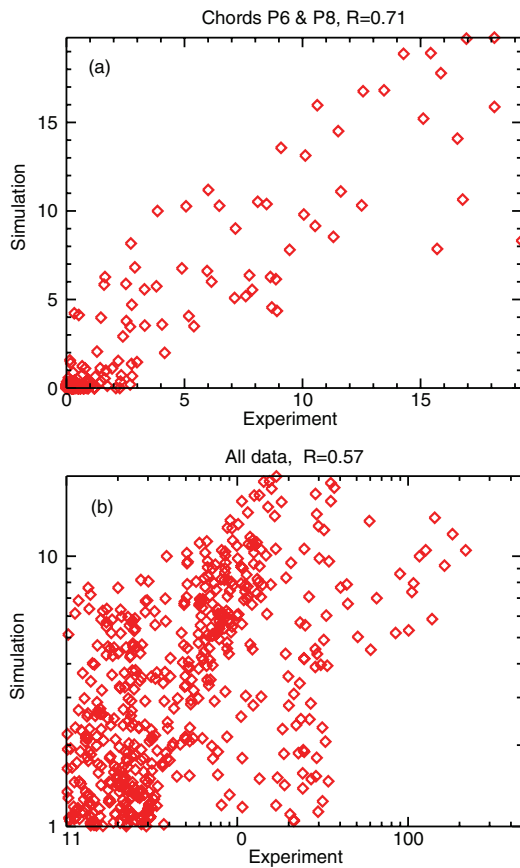 Chords P6 & P8, R=0.71
(a)
15
10
5
0
Simulation
0 5 10 15
Experiment
All data, R=0.57
(b)
10
1
Simulation
11 0 100
Experiment